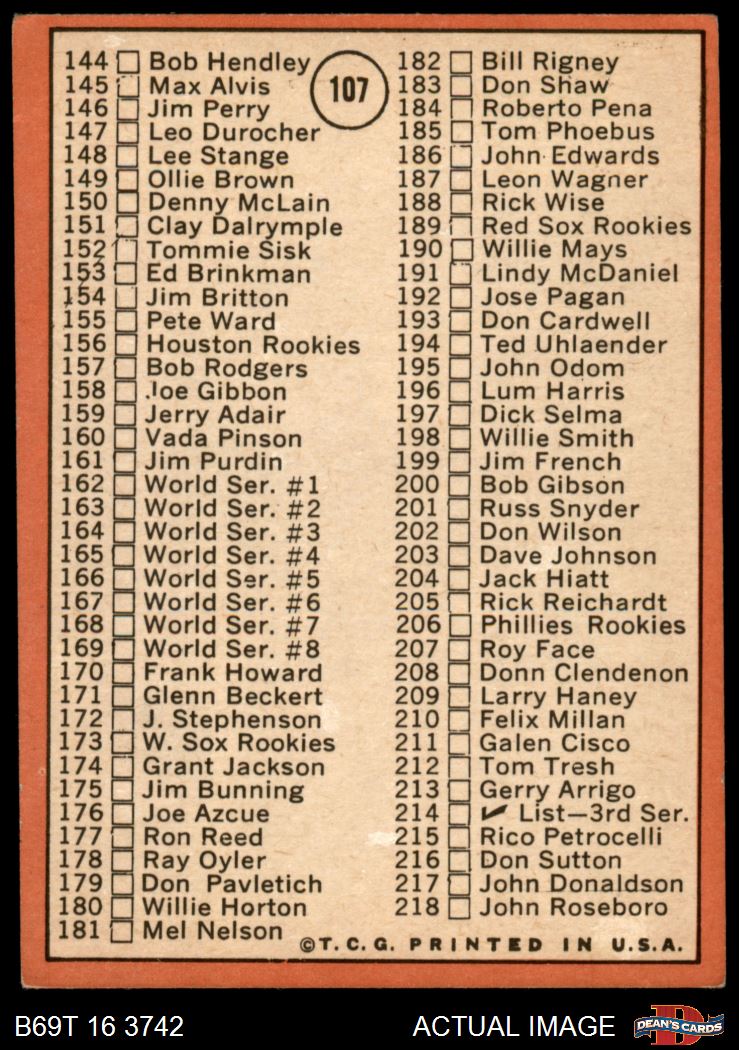 107
144 Bob Hendley
145 Max Alvis
146 Jim Perry
147 Leo Durocher
148 Lee Stange
149 Ollie Brown
150 Denny McLain
151 Clay Dalrymple
152 Tommie Sisk
153 Ed Brinkman
154 Jim Britton
155 Pete Ward
156 Houston Rookies
157 Bob Rodgers
158 Joe Gibbon
159 Jerry Adair
160 Vada Pinson
161 Jim Purdin
162 World Ser. #1
163 World Ser. #2
164 World Ser. #3
165 World Ser. #4
166 World Ser. #5
167 World Ser. #6
168 World Ser. #7
169 World Ser. #8
170 Frank Howard
171 Glenn Beckert
172 J. Stephenson
173 W. Sox Rookies
174 Grant Jackson
175 Jim Bunning
176 Joe Azcue
177 Ron Reed
178 Ray Oyler
179 Don Pavletich
180 Willie Horton
181 Mel Nelson
182 Bill Rigney
183 Don Shaw
184 Roberto Pena
185 Tom Phoebus
186 John Edwards
187 Leon Wagner
188 Rick Wise
189 Red Sox Rookies
190 Willie Mays
191 Lindy McDaniel
192 Jose Pagan
193 Don Cardwell
194 Ted Uhlaender
195 John Odom
196 Lum Harris
197 Dick Selma
198 Willie Smith
199 Jim French
200 Bob Gibson
201 Russ Snyder
202 Don Wilson
203 Dave Johnson
204 Jack Hiatt
205 Rick Reichardt
206 Phillies Rookies
207 Roy Face
208 Donn Clendenon
209 Larry Haney
210 Felix Millan
211 Galen Cisco
212 Tom Tresh
213 Gerry Arrigo
214 ✔ List—3rd Ser.
215 Rico Petrocelli
216 Don Sutton
217 John Donaldson
218 John Roseboro
©T.C.G. PRINTED IN U.S.A.
B69T 16 3742
ACTUAL IMAGE
DEAN'S CARDS